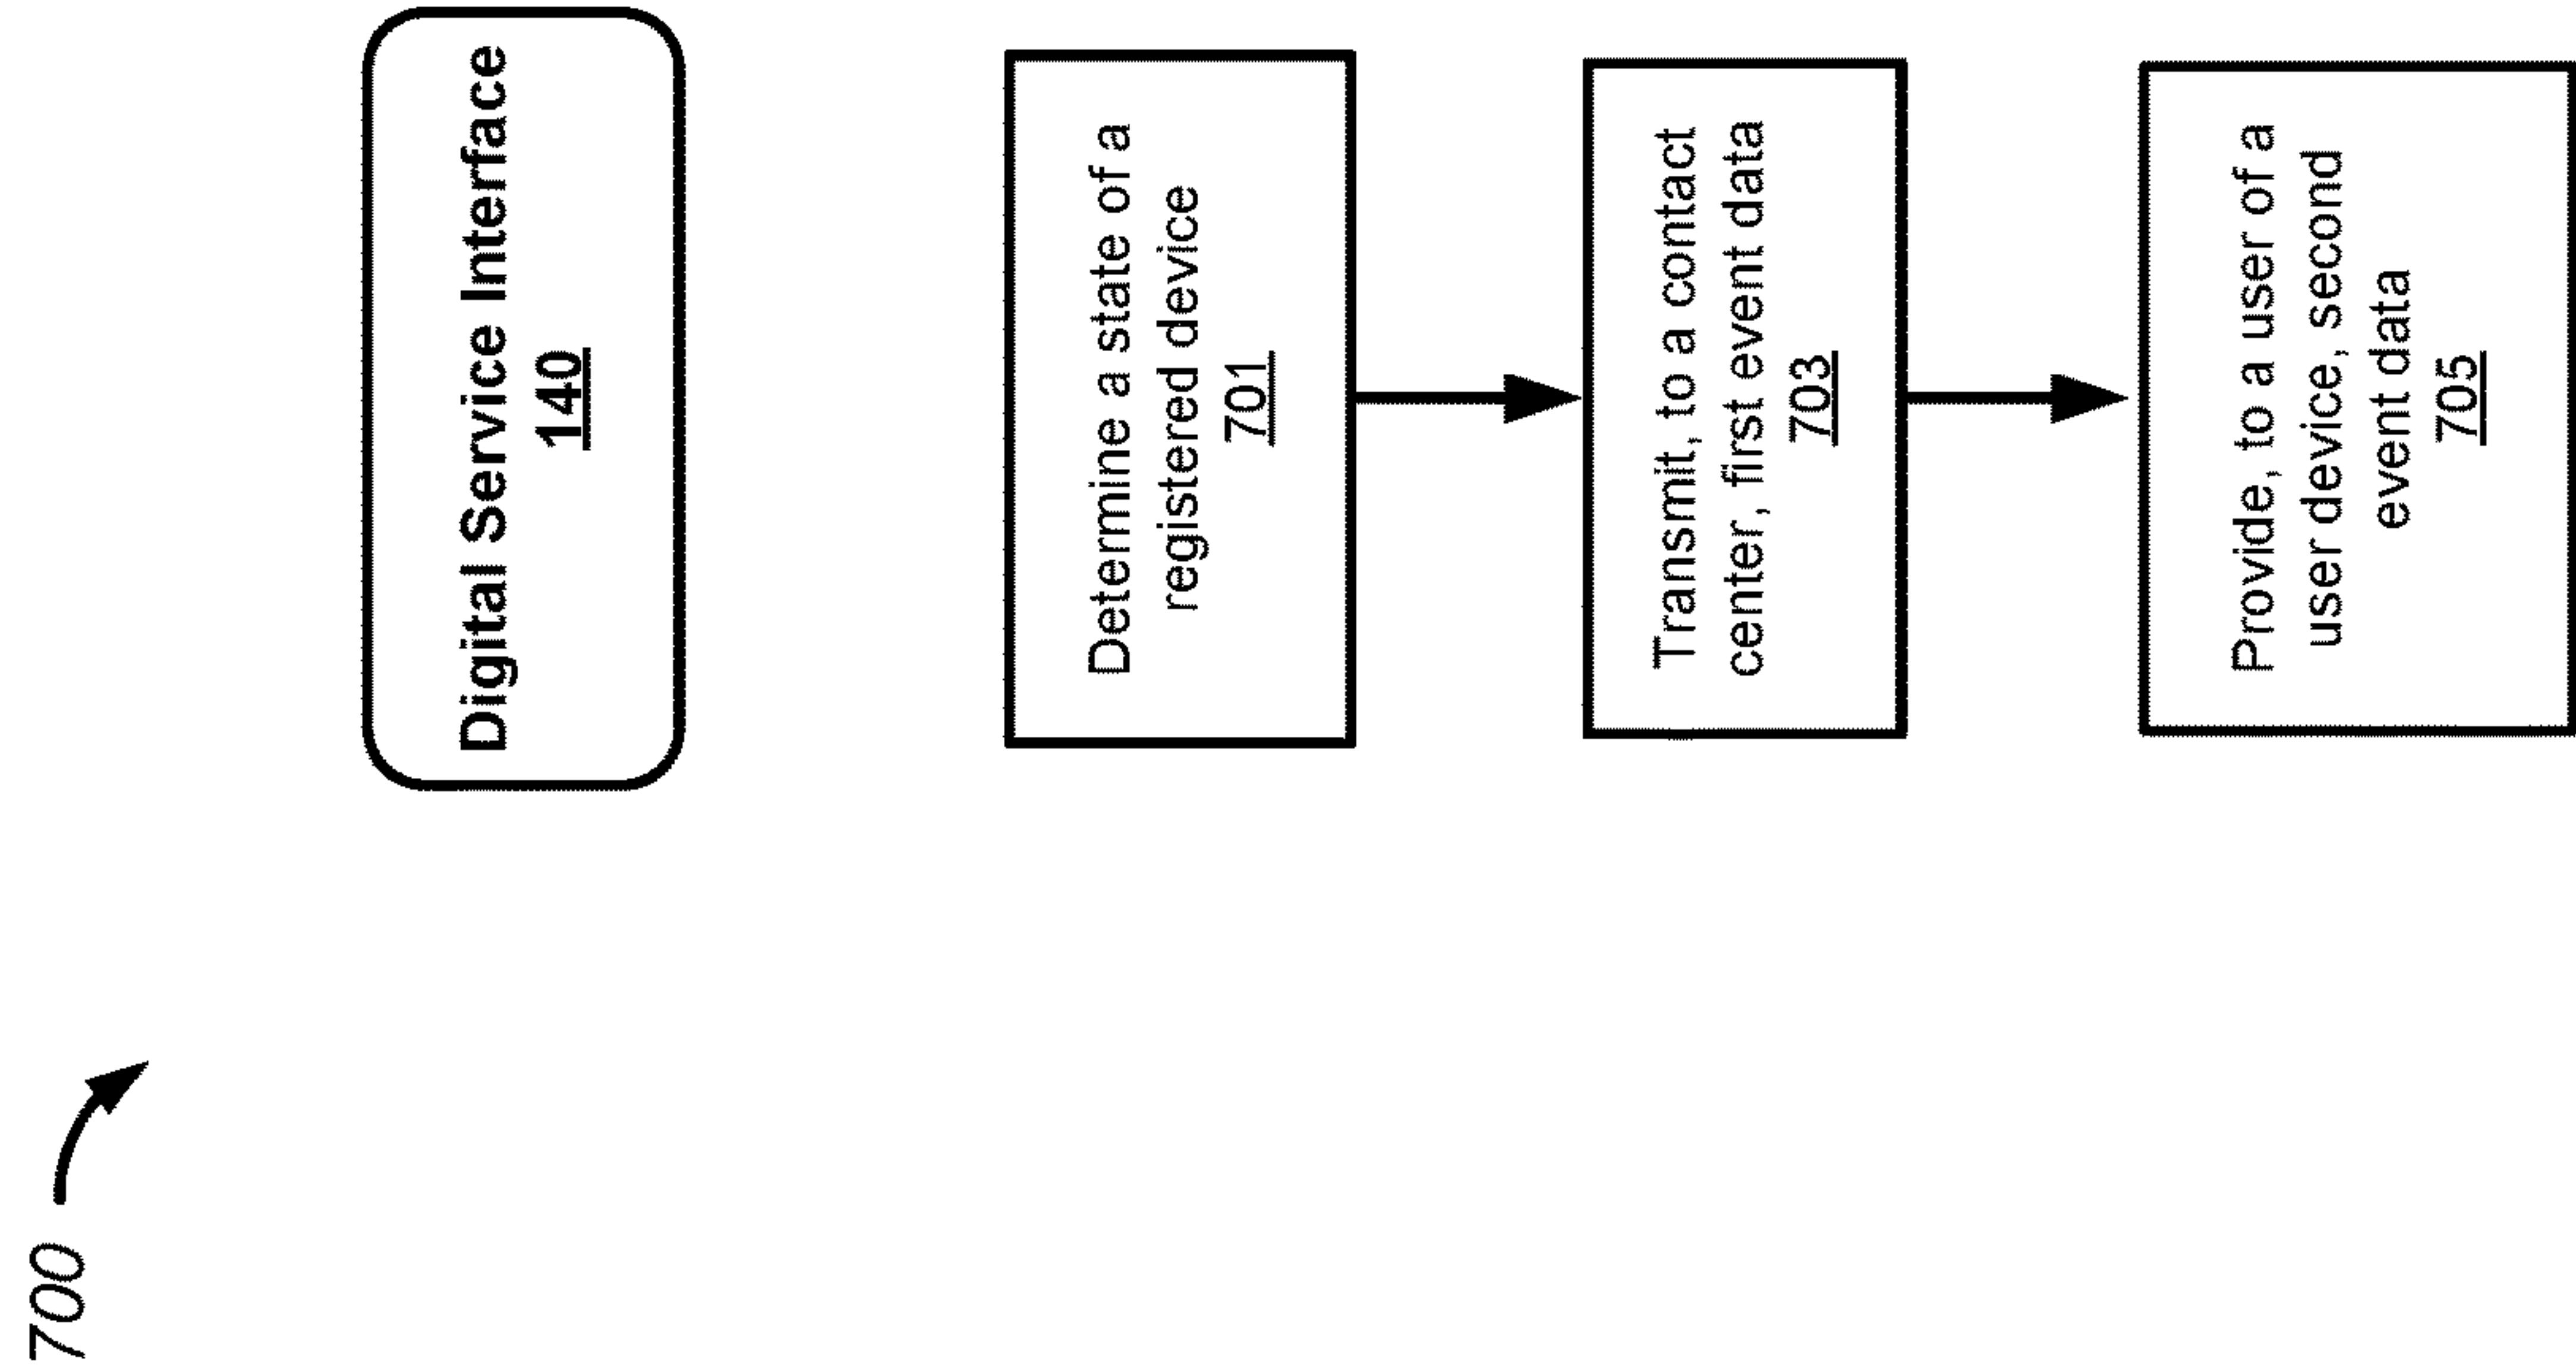 700
Digital Service Interface
140
Determine a state of a
registered device
701
Transmit, to a contact
center, first event data
703
Provide, to a user of a
user device, second
event data
705